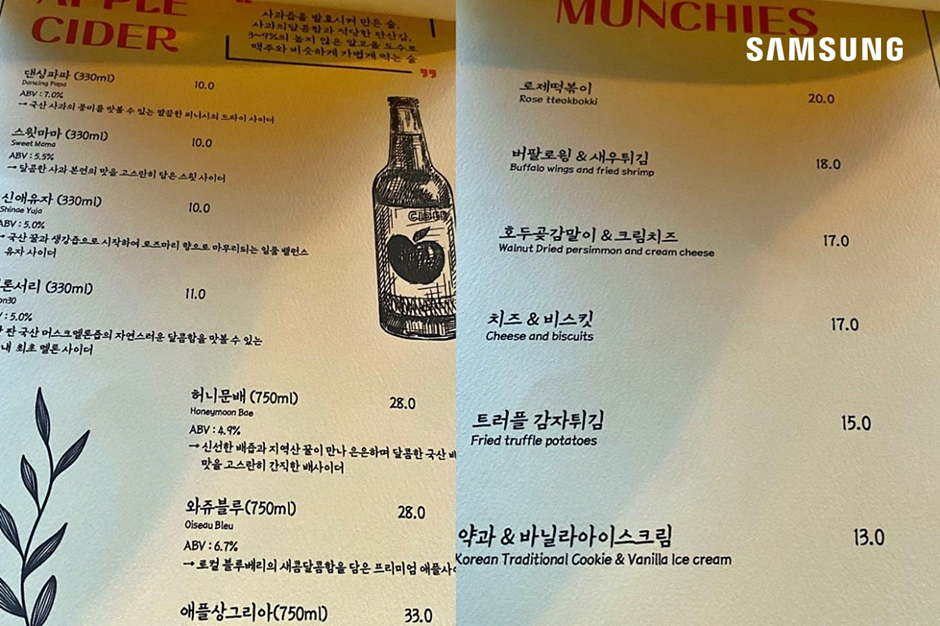 APPLE
CIDER
사과즙을 발효시켜 만든 술.
사과의달콤함과 적당한 탄산감,
3~9%의 높지 않은 알코올 도수로
맥주와 비슷하게 가볍게 먹는 술
댄싱파파 (330ml) 10.0
Dancing Papa
ABV : 7.0%
→ 국산 사과의 풍미를 맛볼 수 있는 깔끔한 피니시의 드라이 사이더
스윗마마 (330ml) 10.0
Sweet Mama
ABV : 5.5%
→ 달콤한 사과 본연의 맛을 고스란히 담은 스윗 사이더
신애유자 (330ml) 10.0
Shinae Yuja
ABV : 5.0%
→ 국산 꿀과 생강즙으로 시작하여 로즈마리 향으로 마무리되는 일품 밸런스
유자 사이더
론서리 (330ml) 11.0
on30
: 5.0%
짠 국산 머스크멜론즙의 자연스러운 달콤함을 맛볼 수 있는
내 최초 멜론 사이더
CIDER
허니문배 (750ml) 28.0
Honeymoon Bae
ABV : 4.9%
→ 신선한 배즙과 지역산 꿀이 만나 은은하며 달콤한 국산 배
맛을 고스란히 간직한 배사이더
와쥬블루(750ml) 28.0
Oiseau Bleu
ABV : 6.7%
→ 로컬 블루베리의 새콤달콤함을 담은 프리미엄 애플사이
애플상그리아(750ml) 33.0
MUNCHIES
SAMSUNG
로제떡볶이 20.0
Rose tteokbokki
버팔로윙 & 새우튀김 18.0
Buffalo wings and fried shrimp
호두곶감말이 & 크림치즈 17.0
Walnut Dried persimmon and cream cheese
치즈 & 비스킷 17.0
Cheese and biscuits
트러플 감자튀김 15.0
Fried truffle potatoes
약과 & 바닐라아이스크림 13.0
Korean Traditional Cookie & Vanilla Ice cream